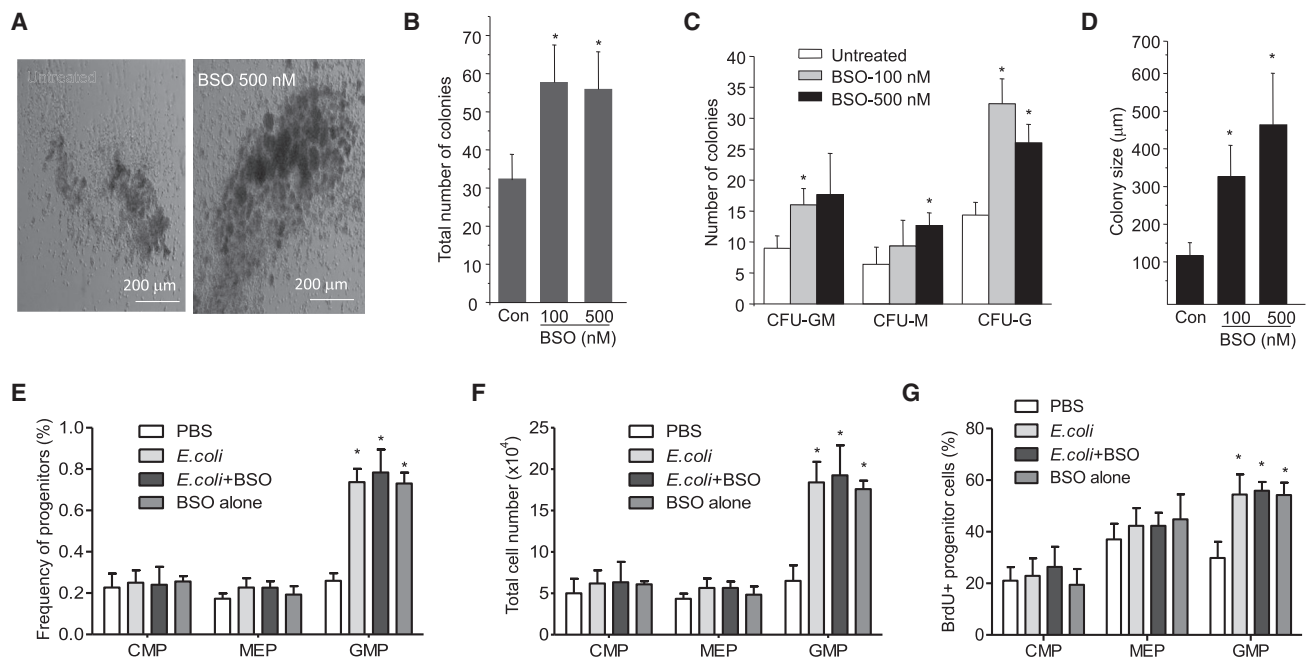 A
Untreated
200 μm
BSO 500 nM
200 μm
B
Total number of colonies
70
60
50
40
30
20
10
0
Con
100
500
BSO (nM)
*
*
C
Number of colonies
40
35
30
25
20
15
10
5
0
Untreated
BSO-100 nM
BSO-500 nM
*
*
*
*
CFU-GM
CFU-M
CFU-G
D
Colony size (μm)
700
600
500
400
300
200
100
*
*
Con
100
500
BSO (nM)
E
Frequency of progenitors (%)
1.0
0.8
0.6
0.4
0.2
0.0
PBS
E.coli
E.coli+BSO
BSO alone
*
*
*
CMP
MEP
GMP
F
Total cell number (x10⁴)
25
20
15
10
5
0
PBS
E.coli
E.coli+BSO
BSO alone
*
*
*
CMP
MEP
GMP
G
BrdU+ progenitor cells (%)
80
60
40
20
0
PBS
E.coli
E.coli+BSO
BSO alone
*
*
*
CMP
MEP
GMP